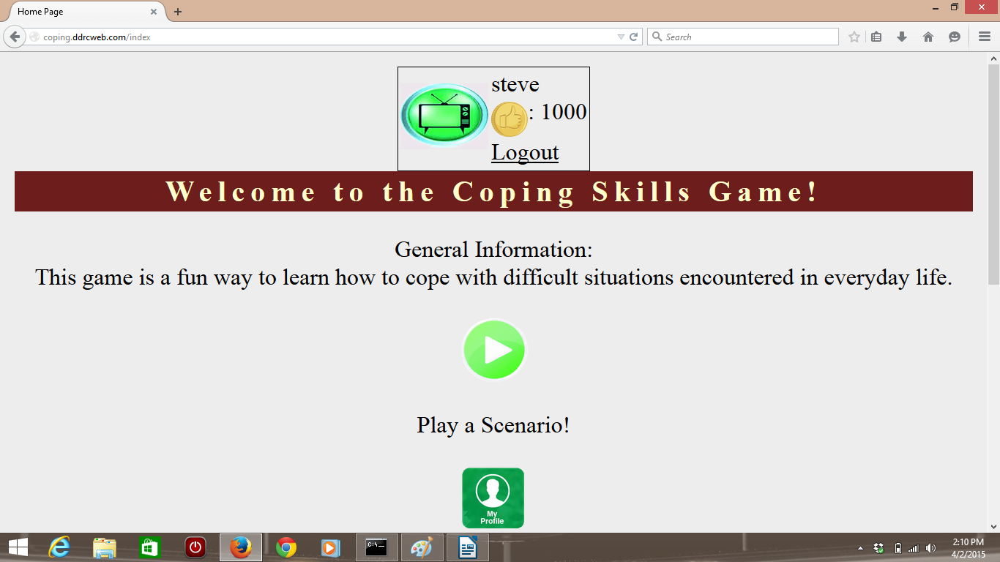 Home Page
coping.ddrcweb.com/index
Search
steve
: 1000
Logout
Welcome to the Coping Skills Game!
General Information:
This game is a fun way to learn how to cope with difficult situations encountered in everyday life.
Play a Scenario!
My
Profile
C:\_
2:10 PM
4/2/2015